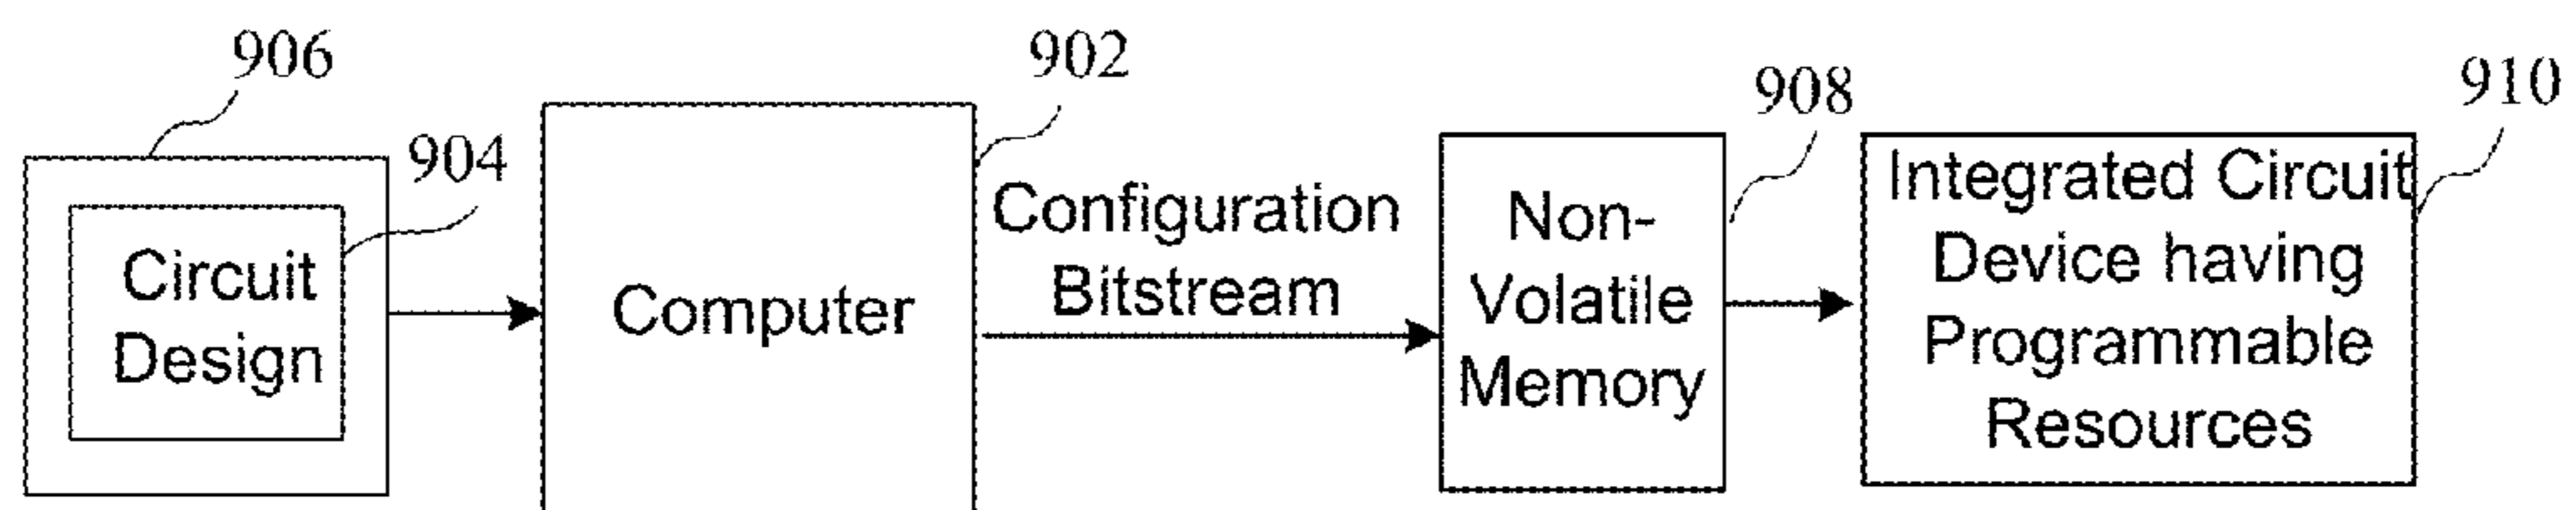 906
904
Circuit
Design
902
Computer
Configuration
Bitstream
908
Non-
Volatile
Memory
910
Integrated Circuit
Device having
Programmable
Resources